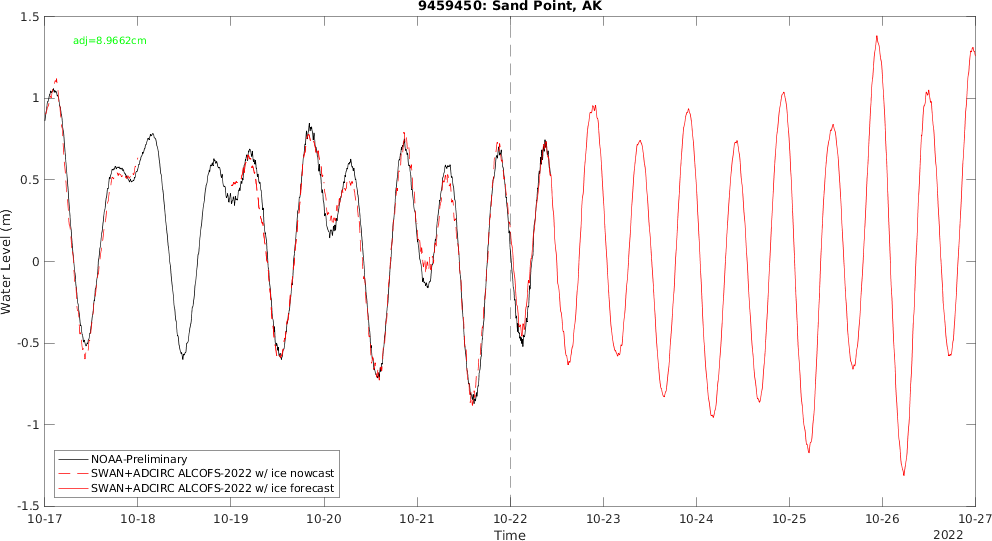 9459450: Sand Point, AK
adj=8.9662cm
1.5
1
0.5
0
-0.5
-1
-1.5
Water Level (m)
NOAA-Preliminary
SWAN+ADCIRC ALCOFS-2022 w/ ice nowcast
SWAN+ADCIRC ALCOFS-2022 w/ ice forecast
10-17 10-18 10-19 10-20 10-21 10-22 10-23 10-24 10-25 10-26 10-27
Time
2022